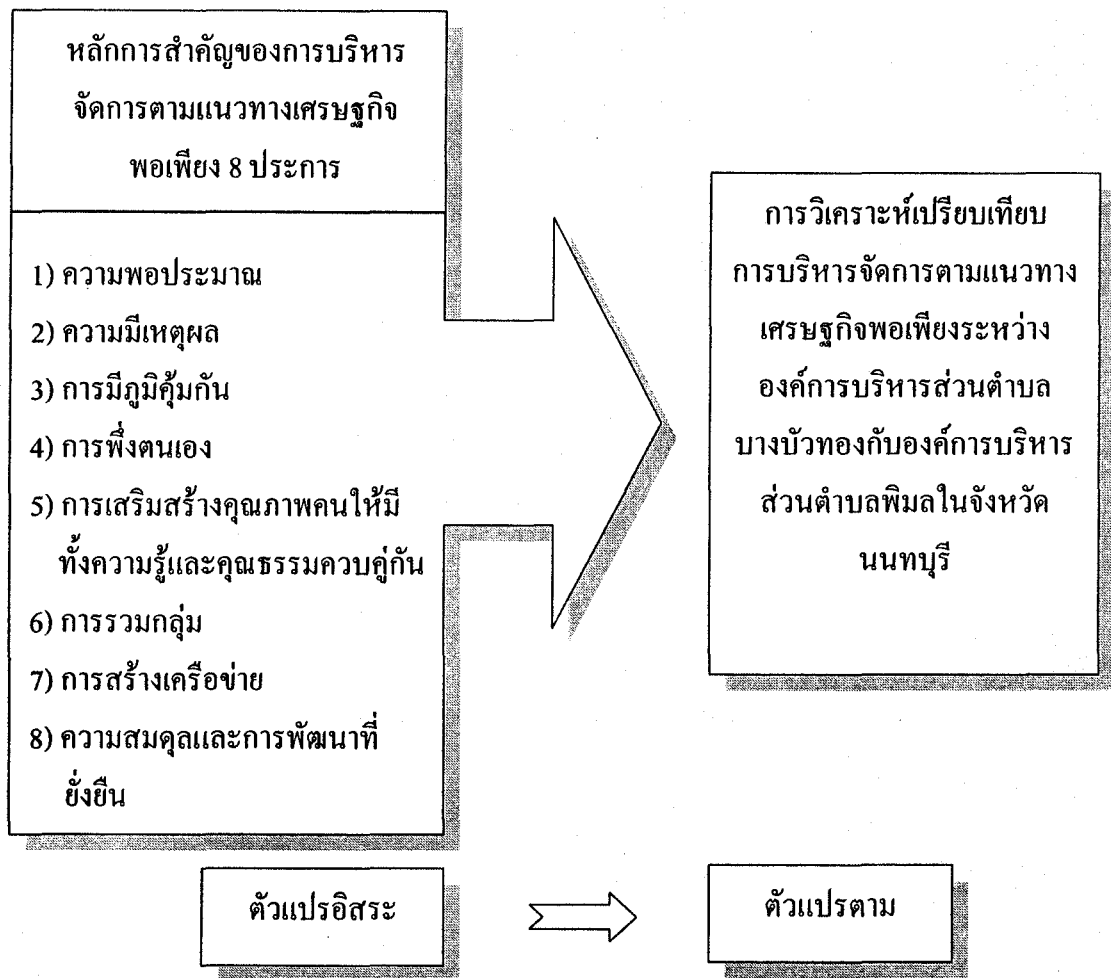 หลักการสำคัญของการบริหาร
จัดการตามแนวทางเศรษฐกิจ
พอเพียง 8 ประการ
1) ความพอประมาณ
2) ความมีเหตุผล
3) การมีภูมิคุ้มกัน
4) การพึ่งตนเอง
5) การเสริมสร้างคุณภาพคนให้มี
ทั้งความรู้และคุณธรรมควบคู่กัน
6) การรวมกลุ่ม
7) การสร้างเครือข่าย
8) ความสมดุลและการพัฒนาที่
ยั่งยืน
การวิเคราะห์เปรียบเทียบ
การบริหารจัดการตามแนวทาง
เศรษฐกิจพอเพียงระหว่าง
องค์การบริหารส่วนตำบล
บางบัวทองกับองค์การบริหาร
ส่วนตำบลพิมลในจังหวัด
นนทบุรี
ตัวแปรอิสระ
ตัวแปรตาม